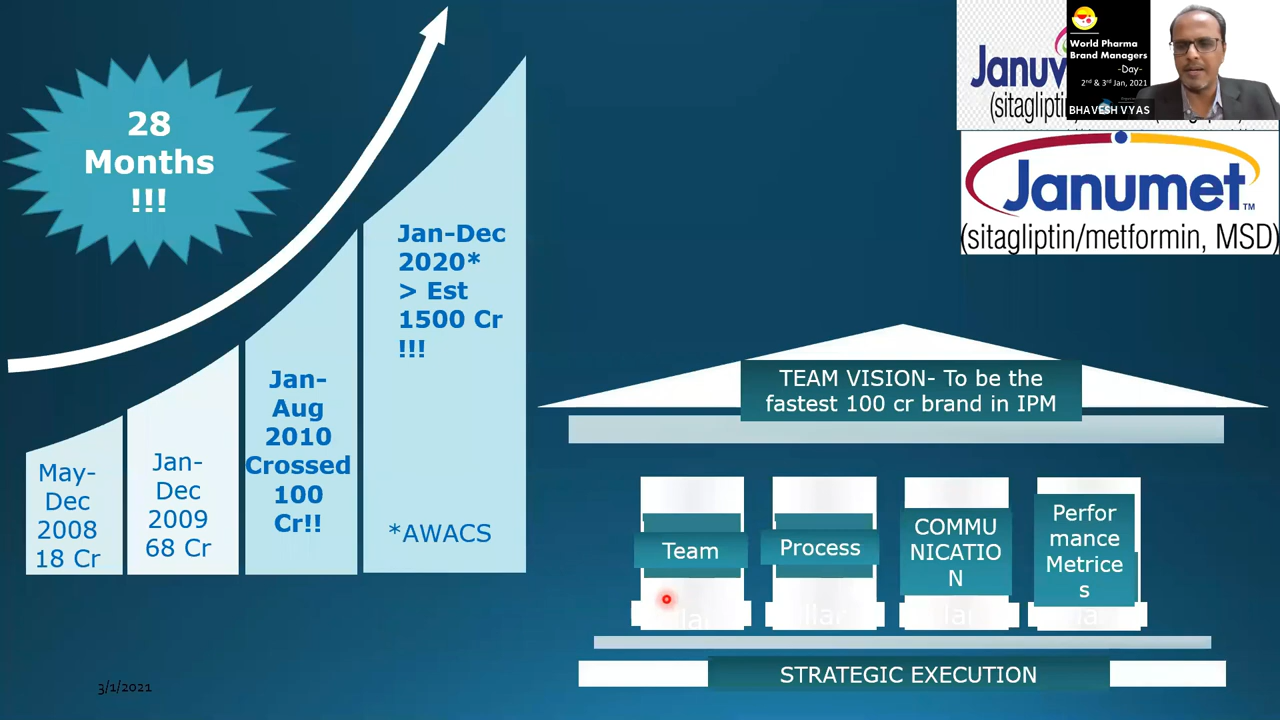 28
Months
!!!
May-
Dec
2008
18 Cr
Jan-
Dec
2009
68 Cr
Jan-
Aug
2010
Crossed
100
Cr!!
Jan-Dec
2020*
> Est
1500 Cr
!!!
*AWACS
3/1/2021
Januv
(sitagliptin
World Pharma
Brand Managers
-Day-
2nd & 3rd Jan, 2021
BHAVESH VYAS
Janumet TM
(sitagliptin/metformin, MSD)
TEAM VISION- To be the
fastest 100 cr brand in IPM
Team
Process
COMMU
NICATIO
N
Perfor
mance
Metrice
s
STRATEGIC EXECUTION